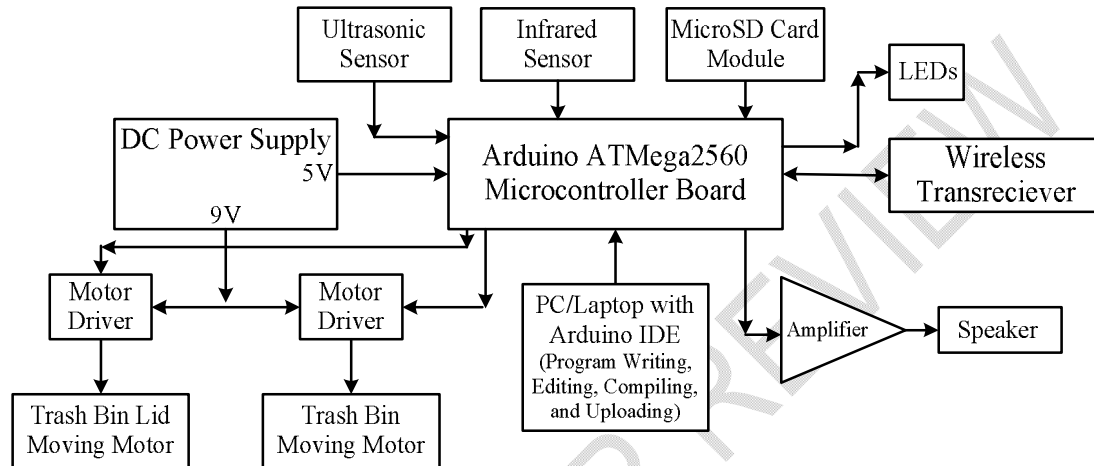 Ultrasonic
Sensor
Infrared
Sensor
MicroSD Card
Module
LEDs
DC Power Supply
5V
9V
Arduino ATMega2560
Microcontroller Board
Wireless
Transreciever
Motor
Driver
Motor
Driver
PC/Laptop with
Arduino IDE
(Program Writing,
Editing, Compiling,
and Uploading)
Amplifier
Speaker
Trash Bin Lid
Moving Motor
Trash Bin
Moving Motor
REVIEW